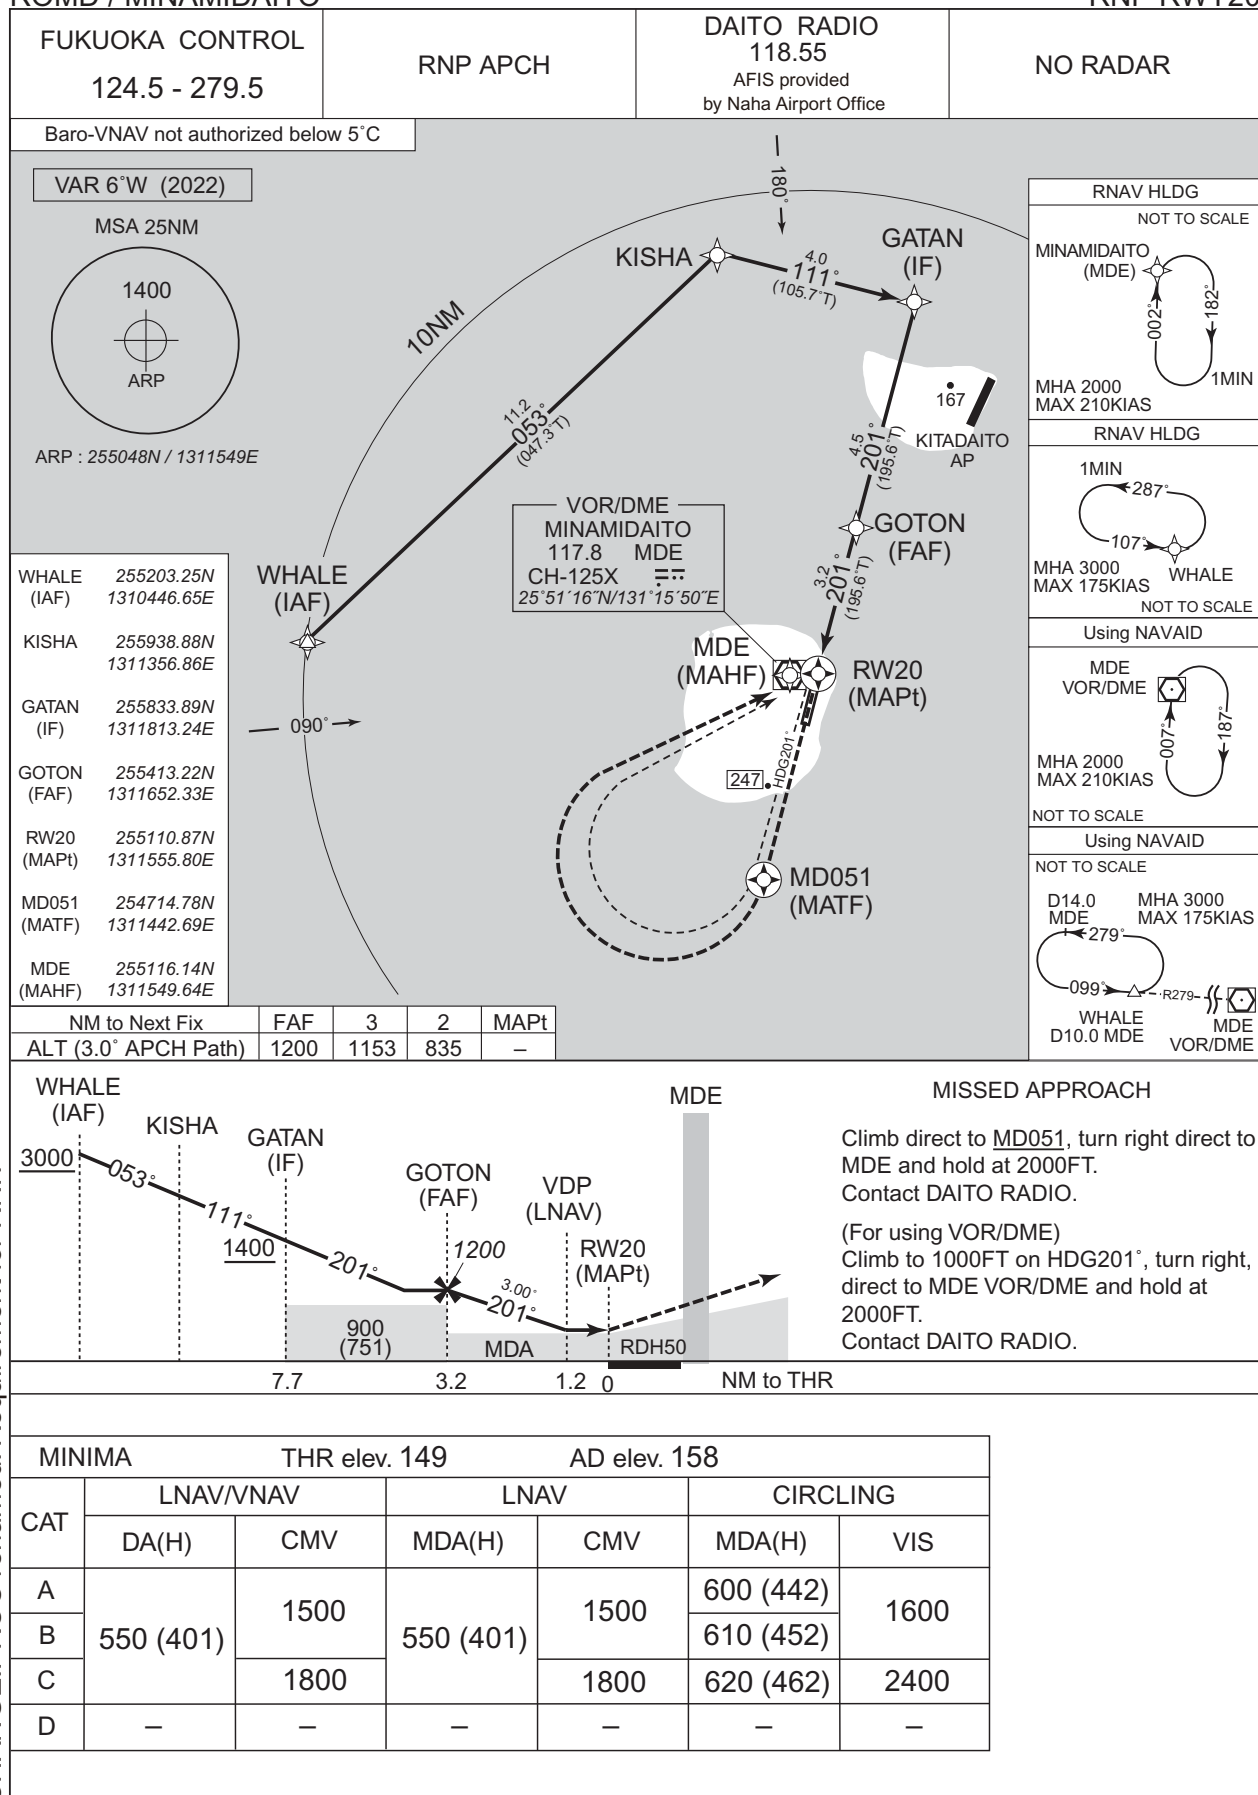 ROMD / MINAMIDAITO
RNP RWY20
FUKUOKA CONTROL
124.5 - 279.5
RNP APCH
DAITO RADIO
118.55
AFIS provided
by Naha Airport Office
NO RADAR
Baro-VNAV not authorized below 5˚C
VAR 6˚W (2022)
MSA 25NM
1400
ARP
ARP : 255048N / 1311549E
180˚
KISHA
4.0
111˚
(105.7˚T)
GATAN
(IF)
10NM
11.2
053˚
(047.3˚T)
167
KITADAITO
AP
4.5
201˚
(195.6˚T)
VOR/DME
MINAMIDAITO
117.8 MDE
CH-125X
25˚51´16˝N/131˚15´50˝E
GOTON
(FAF)
3.2
201˚
(195.6˚T)
WHALE
(IAF)
MDE
(MAHF)
RW20
(MAPt)
090˚
HDG201˚
247
MD051
(MATF)
RNAV HLDG
NOT TO SCALE
MINAMIDAITO
(MDE)
002˚
182˚
1MIN
MHA 2000
MAX 210KIAS
RNAV HLDG
1MIN
287˚
107˚
MHA 3000
MAX 175KIAS
WHALE
NOT TO SCALE
Using NAVAID
MDE
VOR/DME
007˚
187˚
MHA 2000
MAX 210KIAS
NOT TO SCALE
Using NAVAID
NOT TO SCALE
D14.0
MDE
MHA 3000
MAX 175KIAS
279˚
099˚
R279
WHALE
D10.0 MDE
MDE
VOR/DME
WHALE 255203.25N
(IAF) 1310446.65E
KISHA 255938.88N
1311356.86E
GATAN 255833.89N
(IF) 1311813.24E
GOTON 255413.22N
(FAF) 1311652.33E
RW20 255110.87N
(MAPt) 1311555.80E
MD051 254714.78N
(MATF) 1311442.69E
MDE 255116.14N
(MAHF) 1311549.64E
NM to Next Fix FAF 3 2 MAPt
ALT (3.0˚ APCH Path) 1200 1153 835 –
WHALE
(IAF)
KISHA
GATAN
(IF)
GOTON
(FAF)
VDP
(LNAV)
RW20
(MAPt)
MDE
3000
053˚
111˚
1400
201˚
1200
3.00˚
201˚
900
(751)
MDA
RDH50
7.7 3.2 1.2 0 NM to THR
MISSED APPROACH
Climb direct to MD051, turn right direct to
MDE and hold at 2000FT.
Contact DAITO RADIO.
(For using VOR/DME)
Climb to 1000FT on HDG201˚, turn right,
direct to MDE VOR/DME and hold at
2000FT.
Contact DAITO RADIO.
MINIMA THR elev. 149 AD elev. 158
CAT LNAV/VNAV LNAV CIRCLING
DA(H) CMV MDA(H) CMV MDA(H) VIS
A 550 (401) 1500 550 (401) 1500 600 (442) 1600
B 610 (452)
C 1800 1800 620 (462) 2400
D – – – – – –